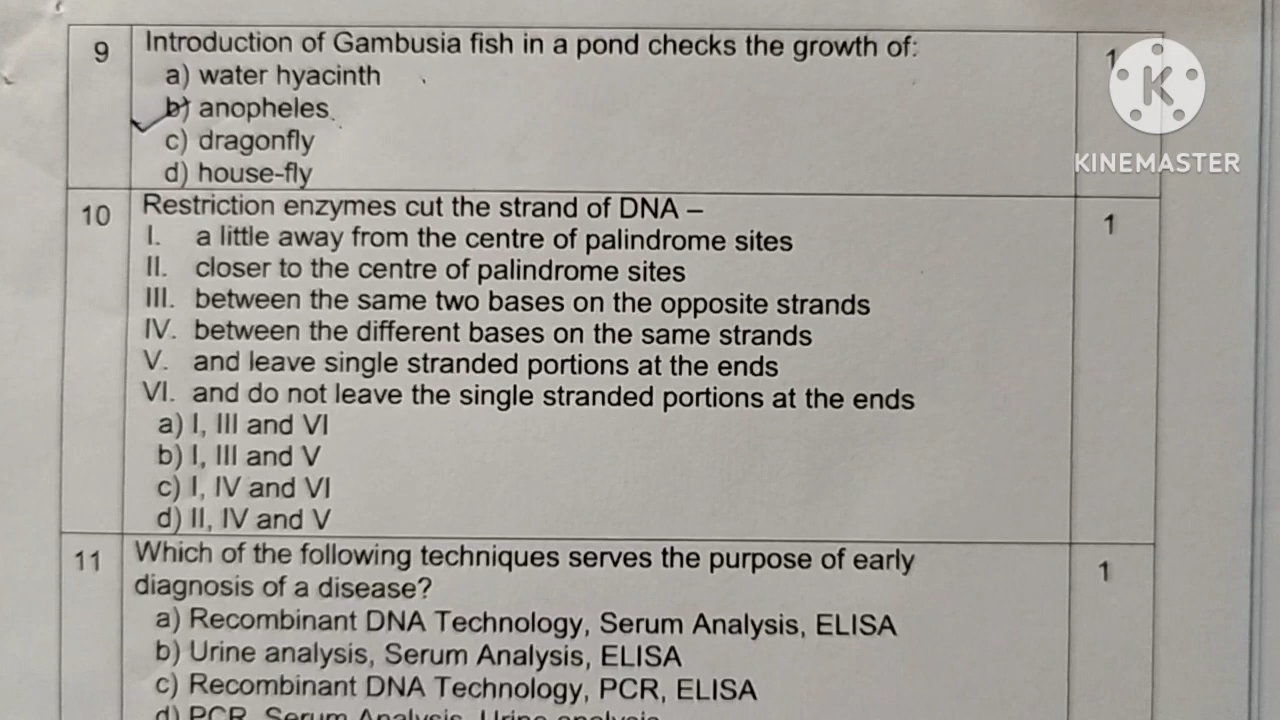 9 Introduction of Gambusia fish in a pond checks the growth of: 1
a) water hyacinth
b) anopheles
c) dragonfly
d) house-fly
K
KINEMASTER
10 Restriction enzymes cut the strand of DNA – 1
I. a little away from the centre of palindrome sites
II. closer to the centre of palindrome sites
III. between the same two bases on the opposite strands
IV. between the different bases on the same strands
V. and leave single stranded portions at the ends
VI. and do not leave the single stranded portions at the ends
a) I, III and VI
b) I, III and V
c) I, IV and VI
d) II, IV and V
11 Which of the following techniques serves the purpose of early 1
diagnosis of a disease?
a) Recombinant DNA Technology, Serum Analysis, ELISA
b) Urine analysis, Serum Analysis, ELISA
c) Recombinant DNA Technology, PCR, ELISA
d) PCR, Serum Analysis, Urine analysis